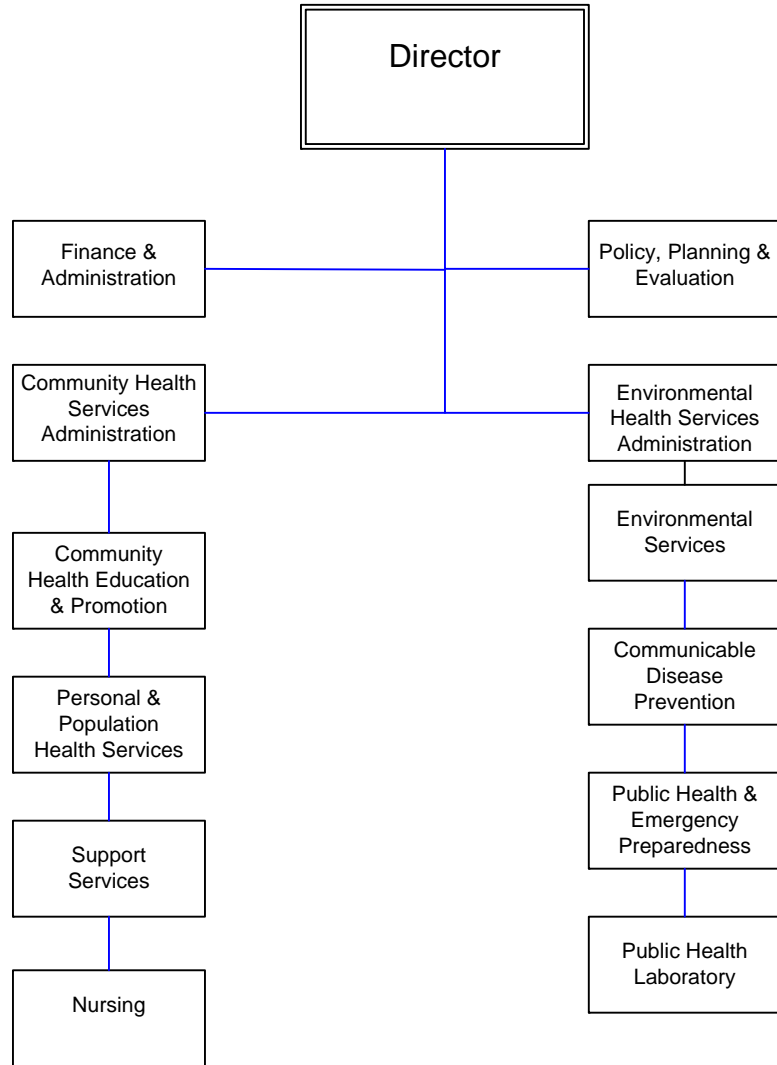 Director
Finance &
Administration
Policy, Planning &
Evaluation
Community Health
Services
Administration
Environmental
Health Services
Administration
Environmental
Services
Community
Health Education
& Promotion
Communicable
Disease
Prevention
Personal &
Population
Health Services
Public Health &
Emergency
Preparedness
Support
Services
Public Health
Laboratory
Nursing